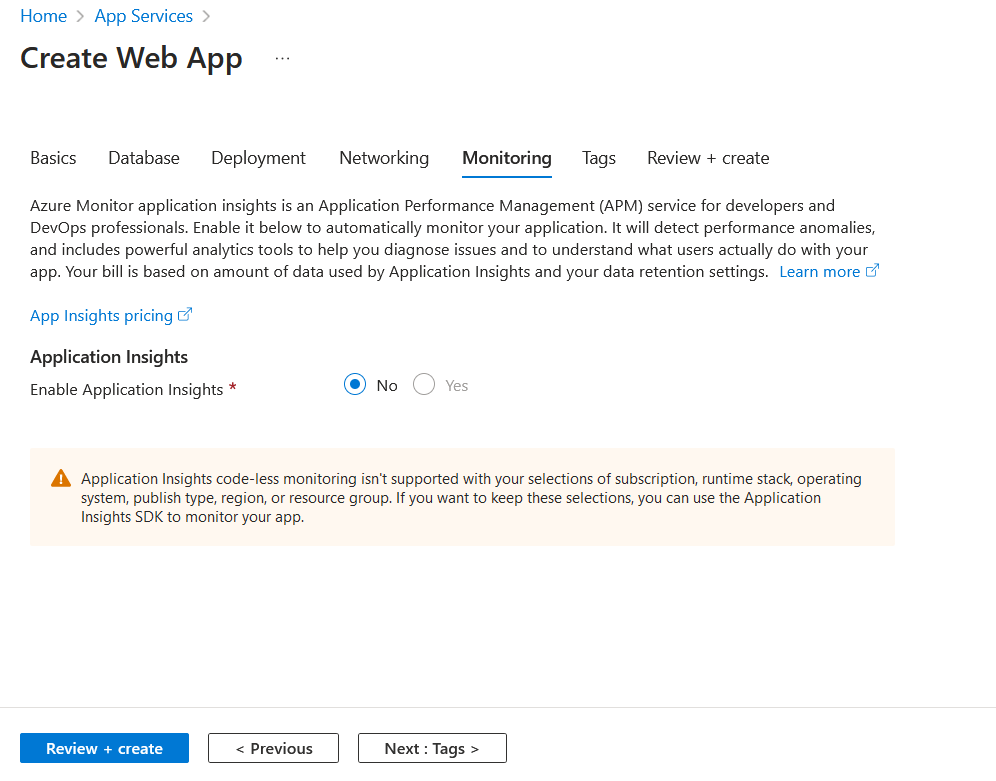 Home > App Services >
Create Web App ...
Basics Database Deployment Networking Monitoring Tags Review + create
Azure Monitor application insights is an Application Performance Management (APM) service for developers and
DevOps professionals. Enable it below to automatically monitor your application. It will detect performance anomalies,
and includes powerful analytics tools to help you diagnose issues and to understand what users actually do with your
app. Your bill is based on amount of data used by Application Insights and your data retention settings. Learn more
App Insights pricing
Application Insights
Enable Application Insights * No Yes
Application Insights code-less monitoring isn't supported with your selections of subscription, runtime stack, operating
system, publish type, region, or resource group. If you want to keep these selections, you can use the Application
Insights SDK to monitor your app.
Review + create < Previous Next : Tags >